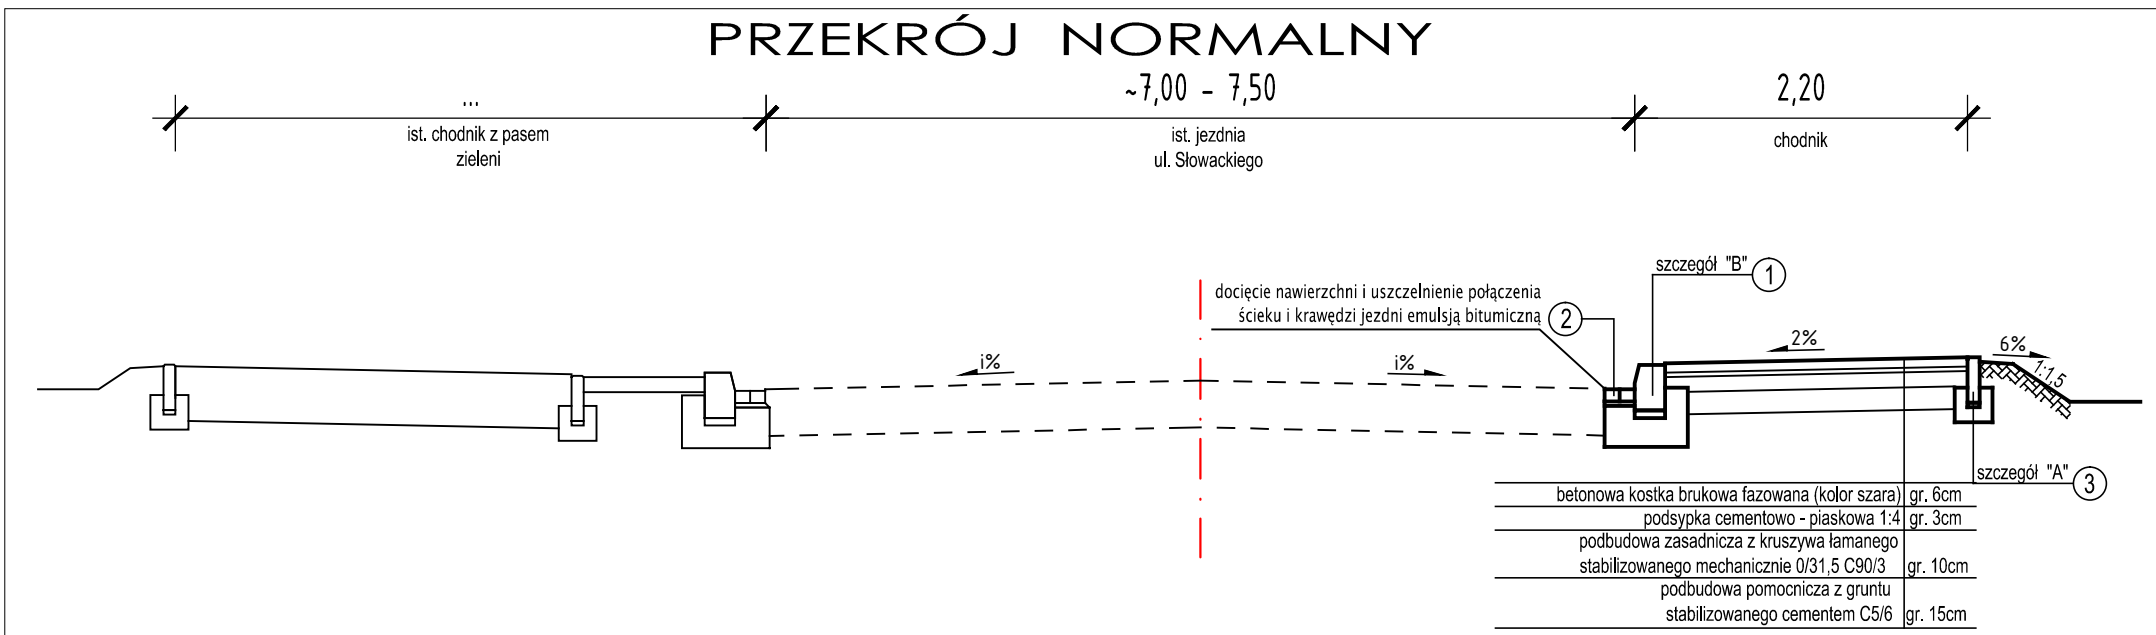 PRZEKRÓJ NORMALNY
...
~7,00 - 7,50
2,20
ist. chodnik z pasem
zieleni
ist. jezdnia
ul. Słowackiego
chodnik
szczegół "B" 1
docięcie nawierzchni i uszczelnienie połączenia
ścieku i krawędzi jezdni emulsją bitumiczną 2
i%
i%
2%
6%
1:1,5
szczegół "A" 3
betonowa kostka brukowa fazowana (kolor szara) gr. 6cm
podsypka cementowo - piaskowa 1:4 gr. 3cm
podbudowa zasadnicza z kruszywa łamanego
stabilizowanego mechanicznie 0/31,5 C90/3 gr. 10cm
podbudowa pomocnicza z gruntu
stabilizowanego cementem C5/6 gr. 15cm